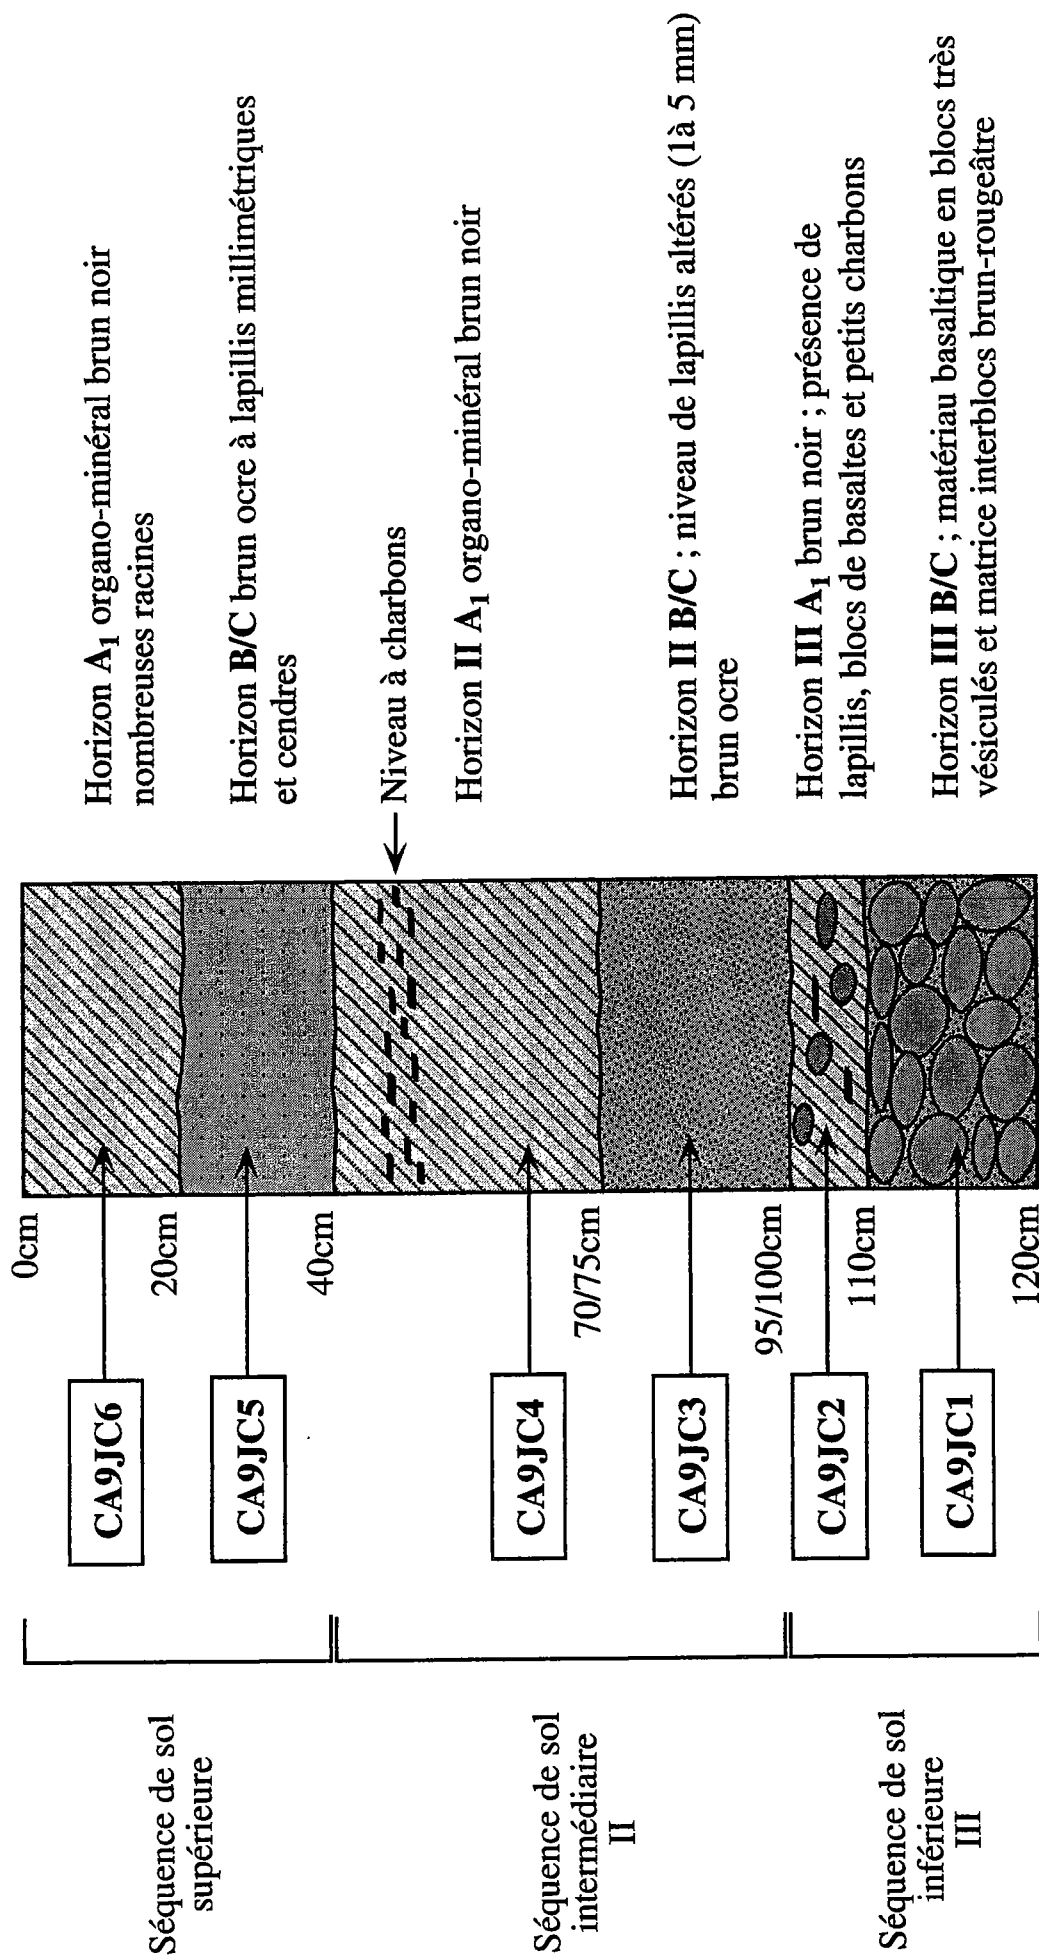 Séquence de sol
supérieure
Séquence de sol
intermédiaire
II
Séquence de sol
inférieure
III
CA9JC6
CA9JC5
CA9JC4
CA9JC3
CA9JC2
CA9JC1
0cm
20cm
40cm
70/75cm
95/100cm
110cm
120cm
Horizon A1 organo-minéral brun noir
nombreuses racines
Horizon B/C brun ocre à lapillis millimétriques
et cendres
Niveau à charbons
Horizon II A1 organo-minéral brun noir
Horizon II B/C ; niveau de lapillis altérés (1à 5 mm)
brun ocre
Horizon III A1 brun noir ; présence de
lapillis, blocs de basaltes et petits charbons
Horizon III B/C ; matériau basaltique en blocs très
vésiculés et matrice interblocs brun-rougeâtre